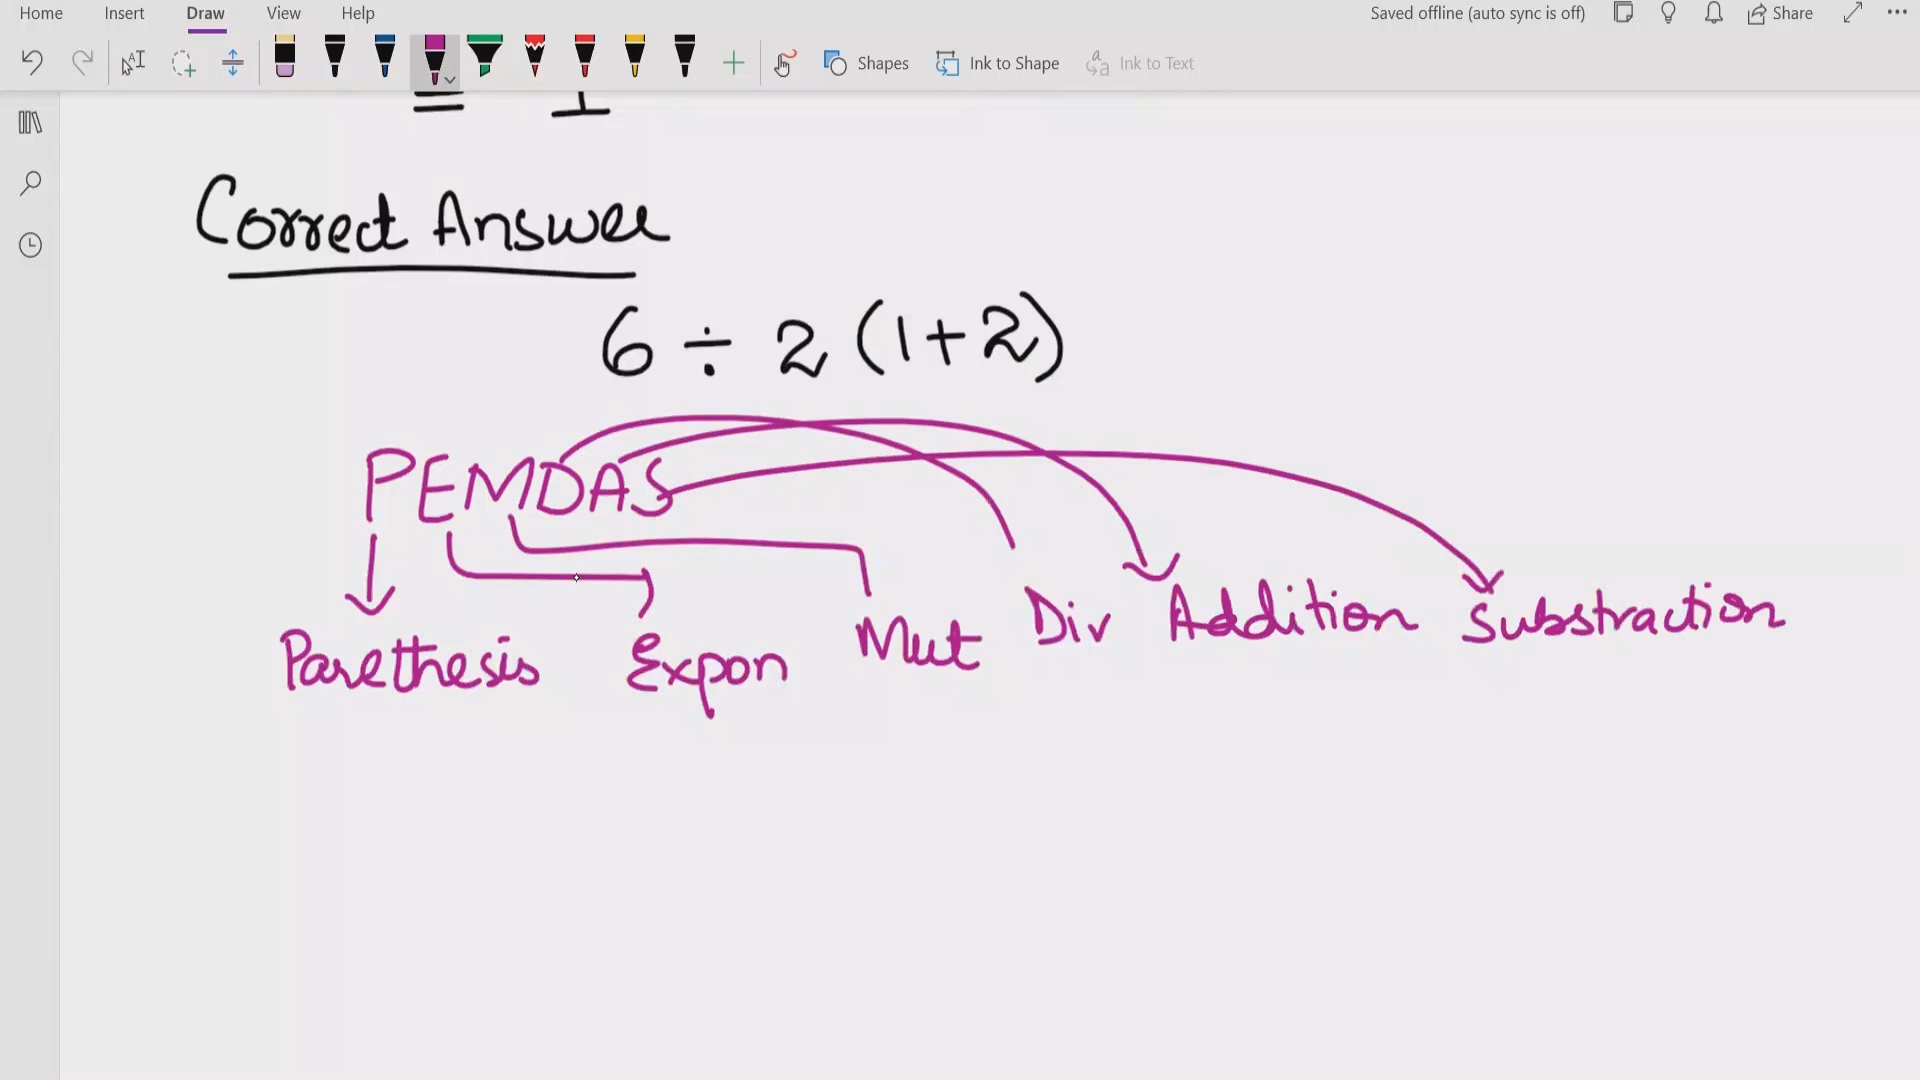 Home Insert Draw View Help Saved offline (auto sync is off) Share
Shapes Ink to Shape Ink to Text
= 1
Correct Answer
6 ÷ 2 (1+2)
PEMDAS
Parethesis Expon Mut Div Addition Substraction